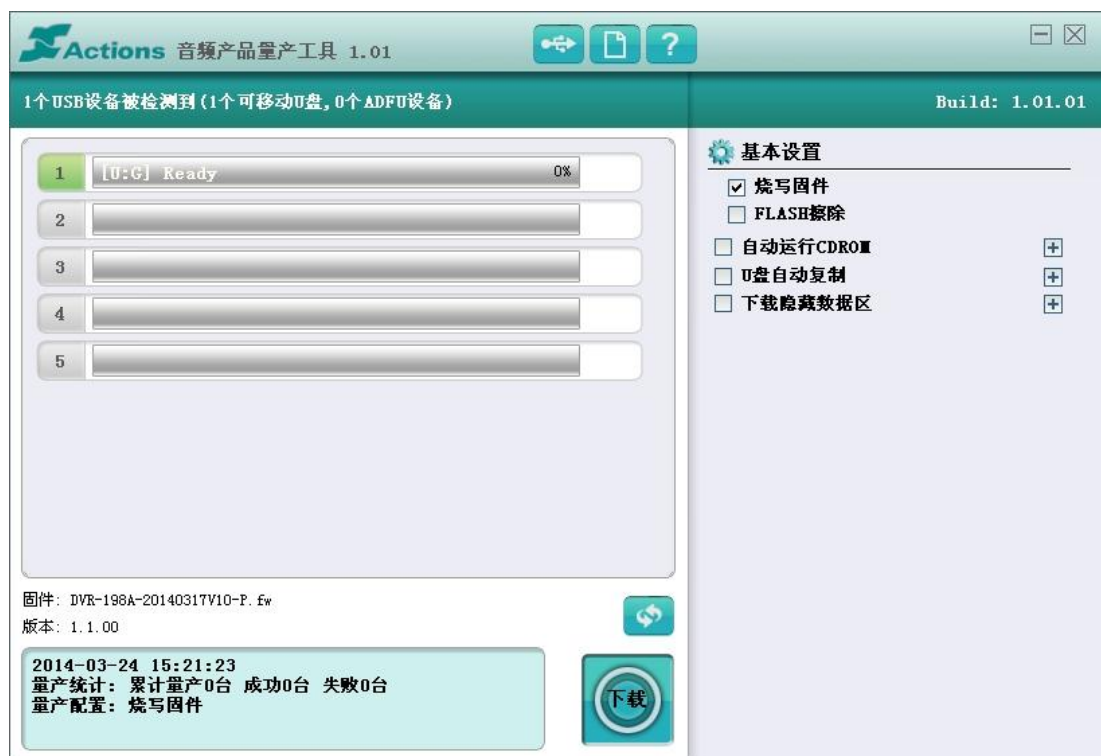 Actions 音频产品量产工具 1.01
?
1个USB设备被检测到(1个可移动U盘,0个ADFU设备)
Build: 1.01.01
1 [U:G] Ready 0%
2
3
4
5
基本设置
烧写固件
FLASH擦除
自动运行CDROM
U盘自动复制
下载隐藏数据区
固件: DVR-198A-20140317V10-P.fw
版本: 1.1.00
2014-03-24 15:21:23
量产统计: 累计量产0台 成功0台 失败0台
量产配置: 烧写固件
下载